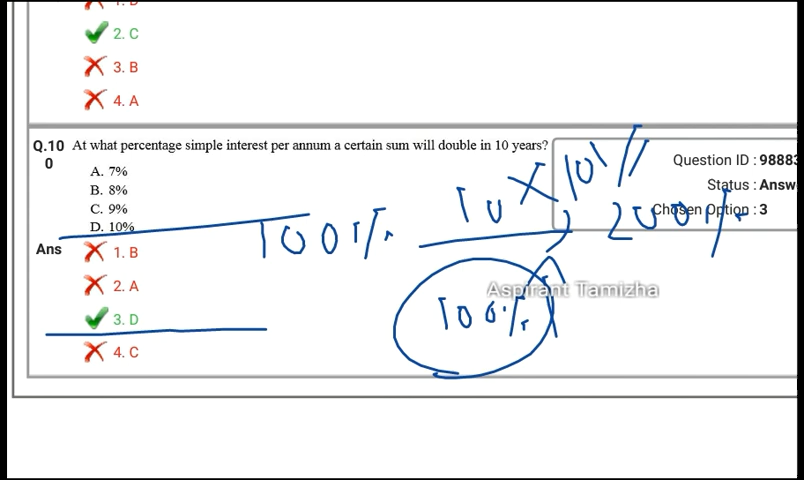 2. C
3. B
4. A
Q.10 At what percentage simple interest per annum a certain sum will double in 10 years?
0
A. 7%
B. 8%
C. 9%
D. 10%
Question ID : 98883
Status : Answ
Chosen Option : 3
Ans
1. B
2. A
3. D
4. C
100%
10 X 10%
200%
100%
Aspirant Tamizha